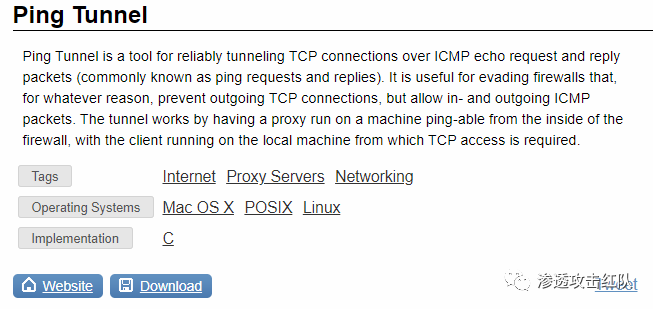 Ping Tunnel
Ping Tunnel is a tool for reliably tunneling TCP connections over ICMP echo request and reply
packets (commonly known as ping requests and replies). It is useful for evading firewalls that,
for whatever reason, prevent outgoing TCP connections, but allow in- and outgoing ICMP
packets. The tunnel works by having a proxy run on a machine ping-able from the inside of the
firewall, with the client running on the local machine from which TCP access is required.
Tags Internet Proxy Servers Networking
Operating Systems Mac OS X POSIX Linux
Implementation C
Website Download Tweet
渗透攻击红队